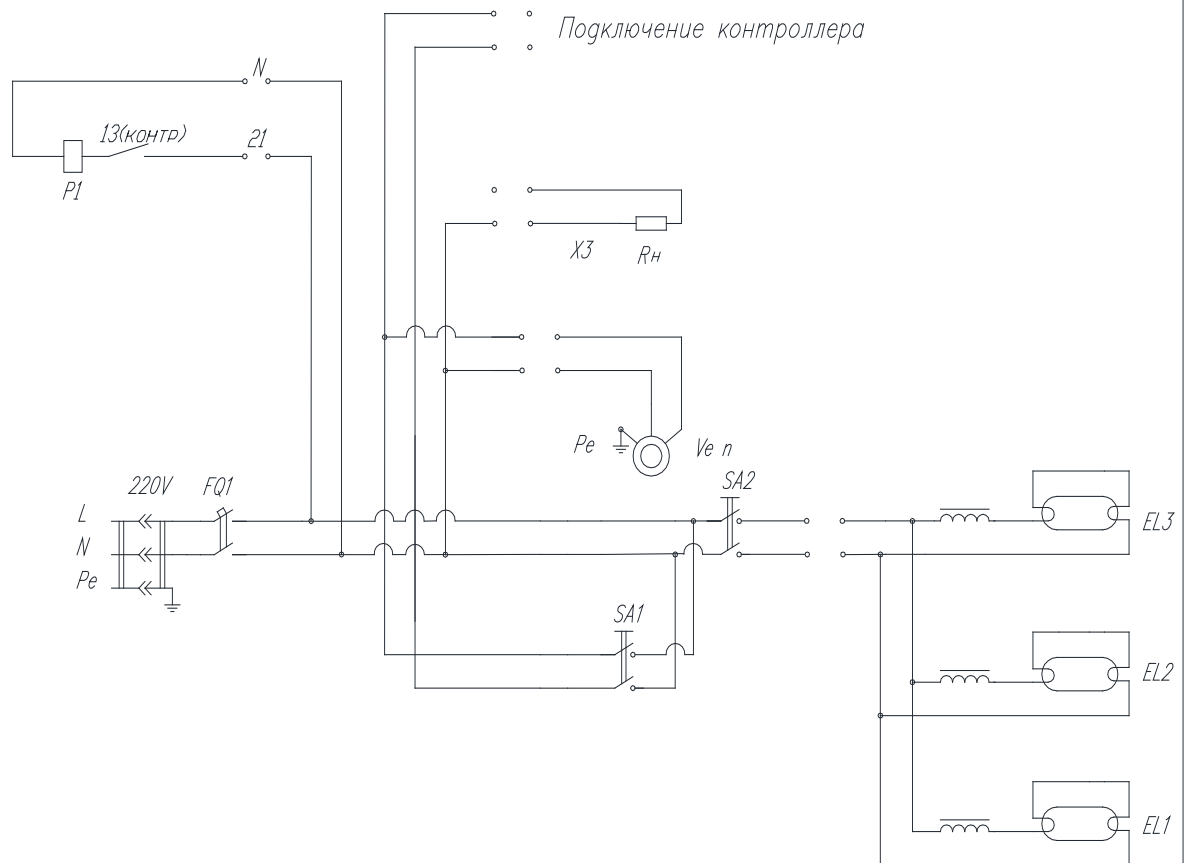 Подключение контроллера
N
13(контр)
21
P1
X3
Rн
Pe
Ve n
220V
FQ1
SA2
L
N
Pe
EL3
SA1
EL2
EL1